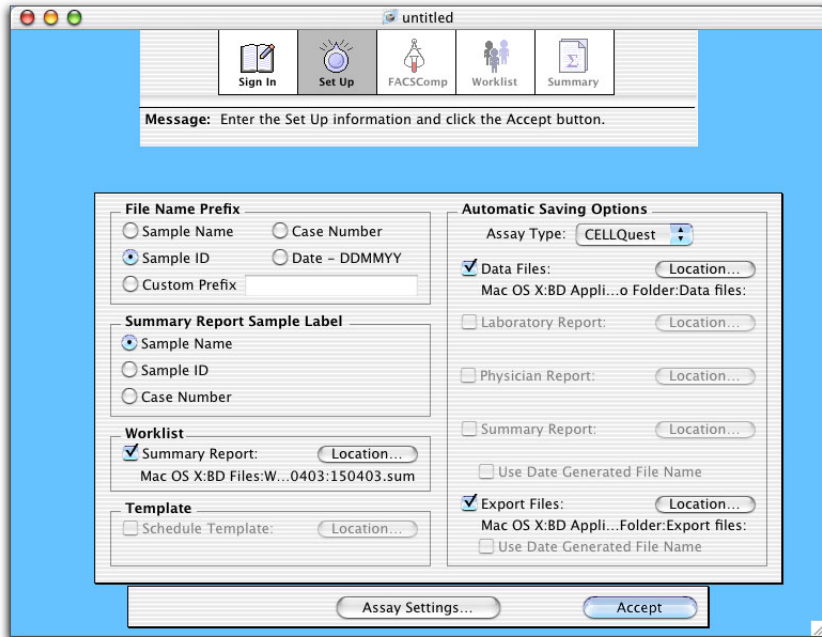 untitled
Sign In
Set Up
FACSComp
Worklist
Summary
Σ
Message: Enter the Set Up information and click the Accept button.
File Name Prefix
Sample Name
Case Number
Sample ID
Date - DDMMYY
Custom Prefix
Summary Report Sample Label
Sample Name
Sample ID
Case Number
Worklist
Summary Report:
Location...
Mac OS X:BD Files:W...0403:150403.sum
Template
Schedule Template:
Location...
Automatic Saving Options
Assay Type: CELLQuest
Data Files:
Location...
Mac OS X:BD Appli...o Folder:Data files:
Laboratory Report:
Location...
Physician Report:
Location...
Summary Report:
Location...
Use Date Generated File Name
Export Files:
Location...
Mac OS X:BD Appli...Folder:Export files:
Use Date Generated File Name
Assay Settings...
Accept